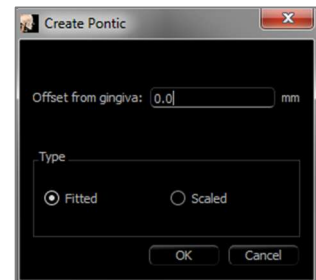 Create Pontic
Offset from gingiva: 0.0 mm
Type
Fitted Scaled
OK Cancel